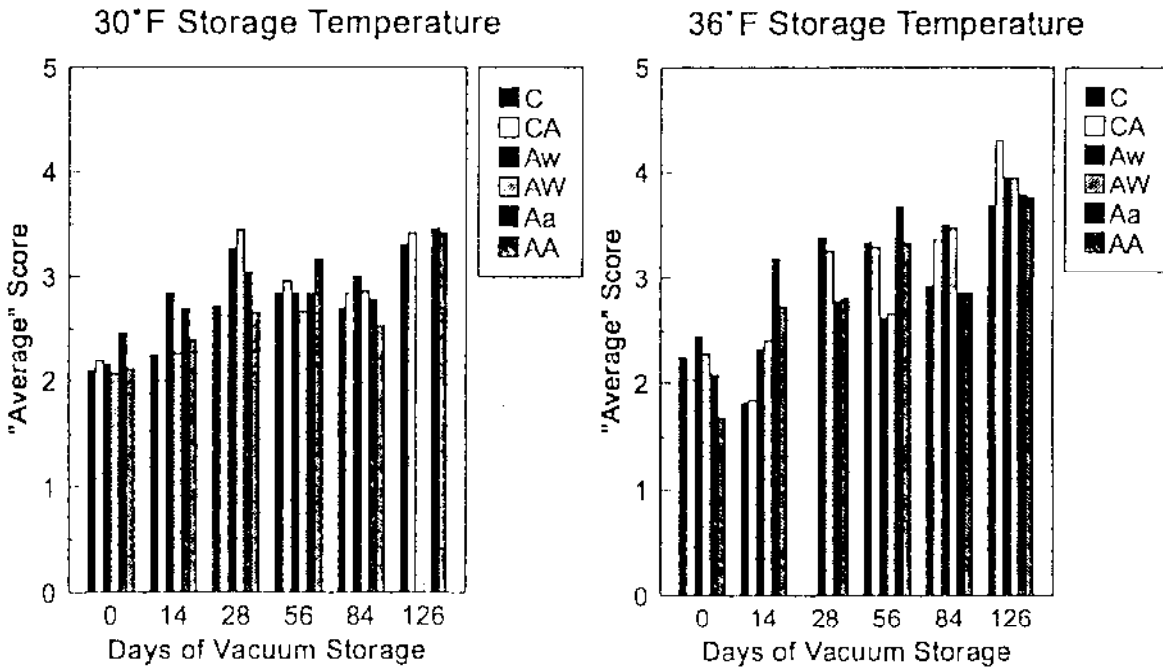 30°F Storage Temperature
5
4
3
2
1
0
"Average" Score
0 14 28 56 84 126
Days of Vacuum Storage
C
CA
Aw
AW
Aa
AA
36°F Storage Temperature
5
4
3
2
1
0
"Average" Score
0 14 28 56 84 126
Days of Vacuum Storage
C
CA
Aw
AW
Aa
AA